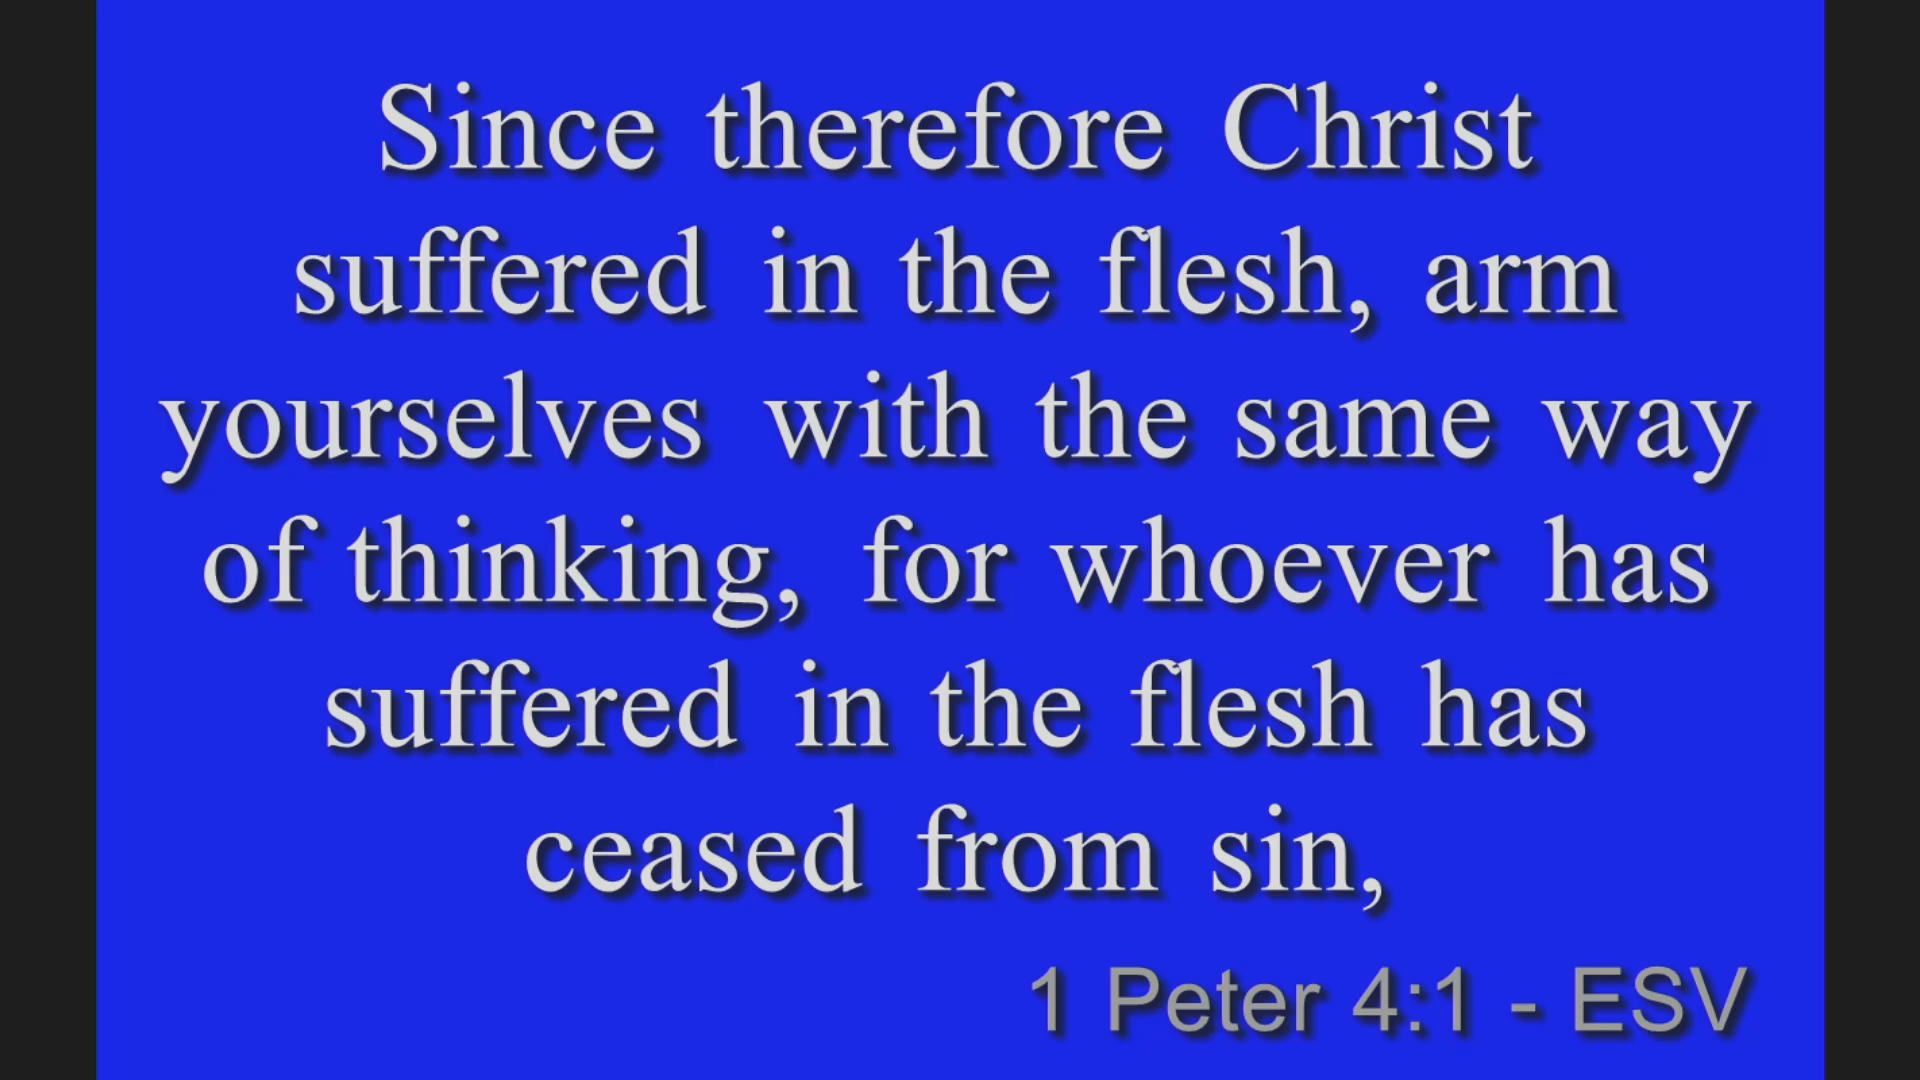 Since therefore Christ
suffered in the flesh, arm
yourselves with the same way
of thinking, for whoever has
suffered in the flesh has
ceased from sin,
1 Peter 4:1 - ESV